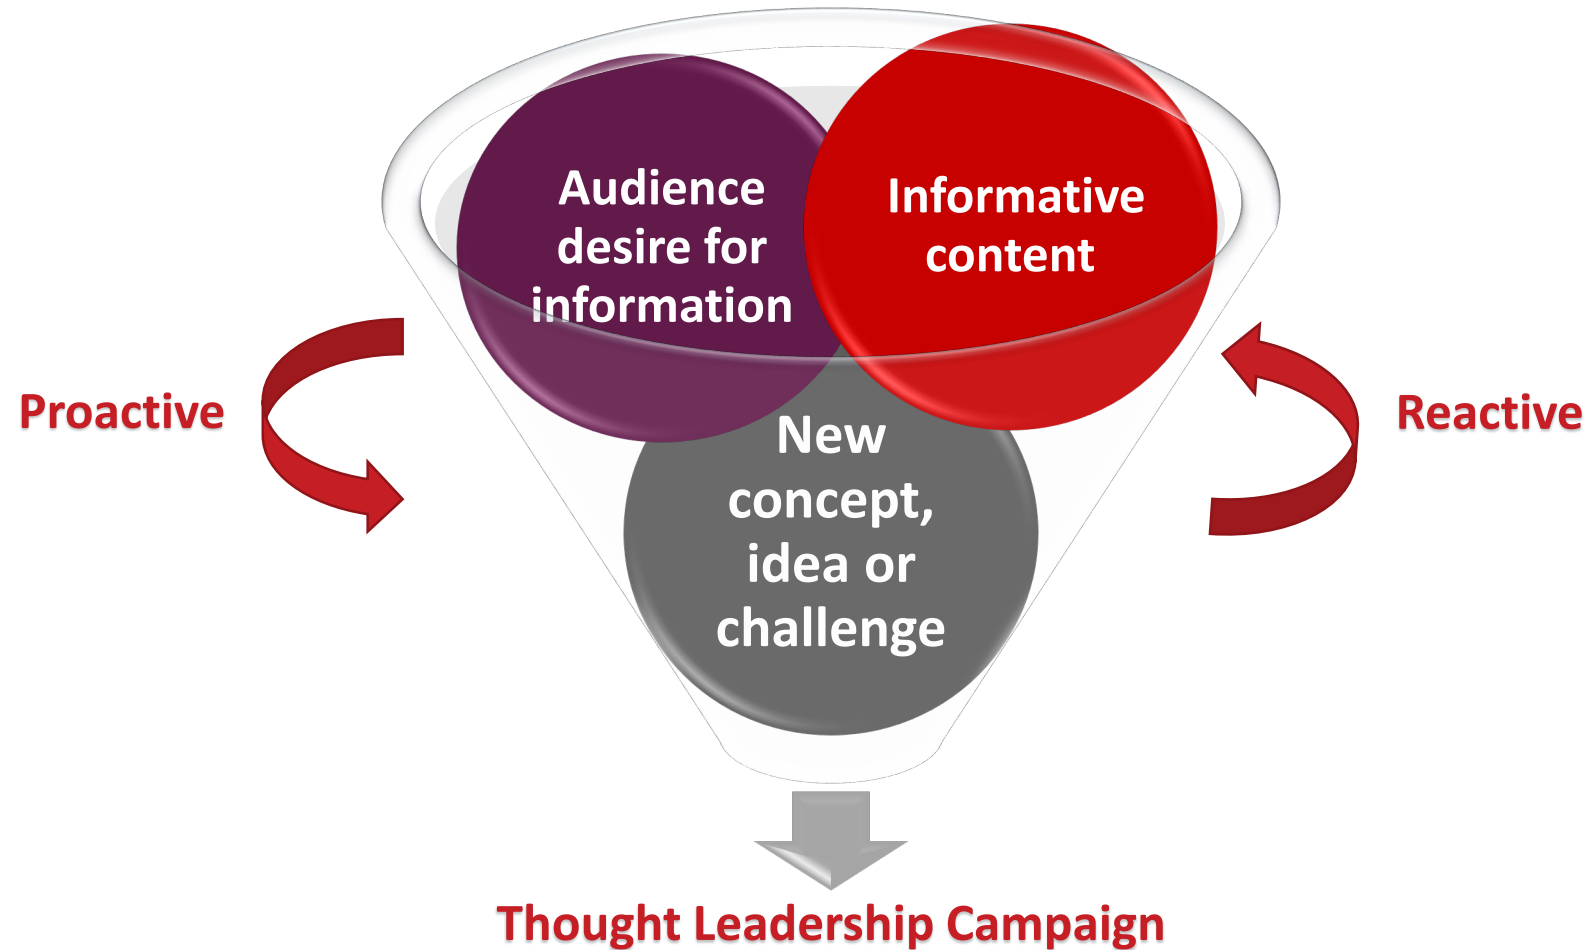 Audience
desire for
information
Informative
content
Proactive
Reactive
New
concept,
idea or
challenge
Thought Leadership Campaign